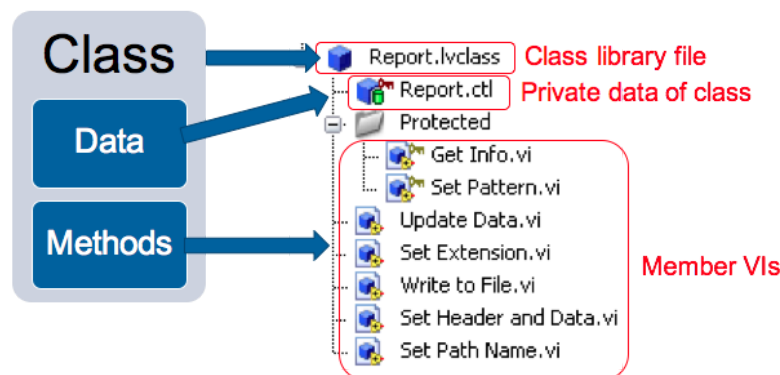 Class
Data
Methods
Report.lvclass
Class library file
Report.ctl
Private data of class
Protected
Get Info.vi
Set Pattern.vi
Update Data.vi
Set Extension.vi
Write to File.vi
Set Header and Data.vi
Set Path Name.vi
Member VIs